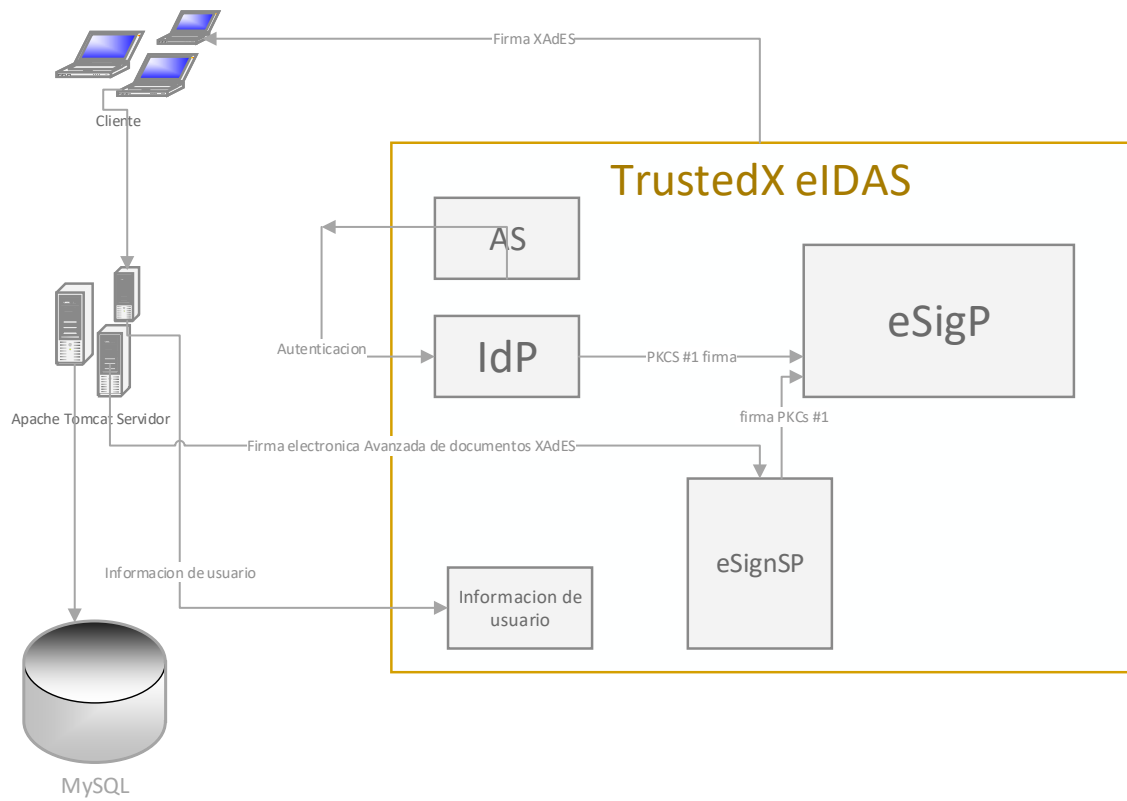 Firma XAdES
Cliente
TrustedX eIDAS
AS
eSigP
Autenticacion
IdP
PKCS #1 firma
Apache Tomcat Servidor
firma PKCs #1
Firma electronica Avanzada de documentos XAdES
eSignSP
Informacion de usuario
Informacion de
usuario
MySQL